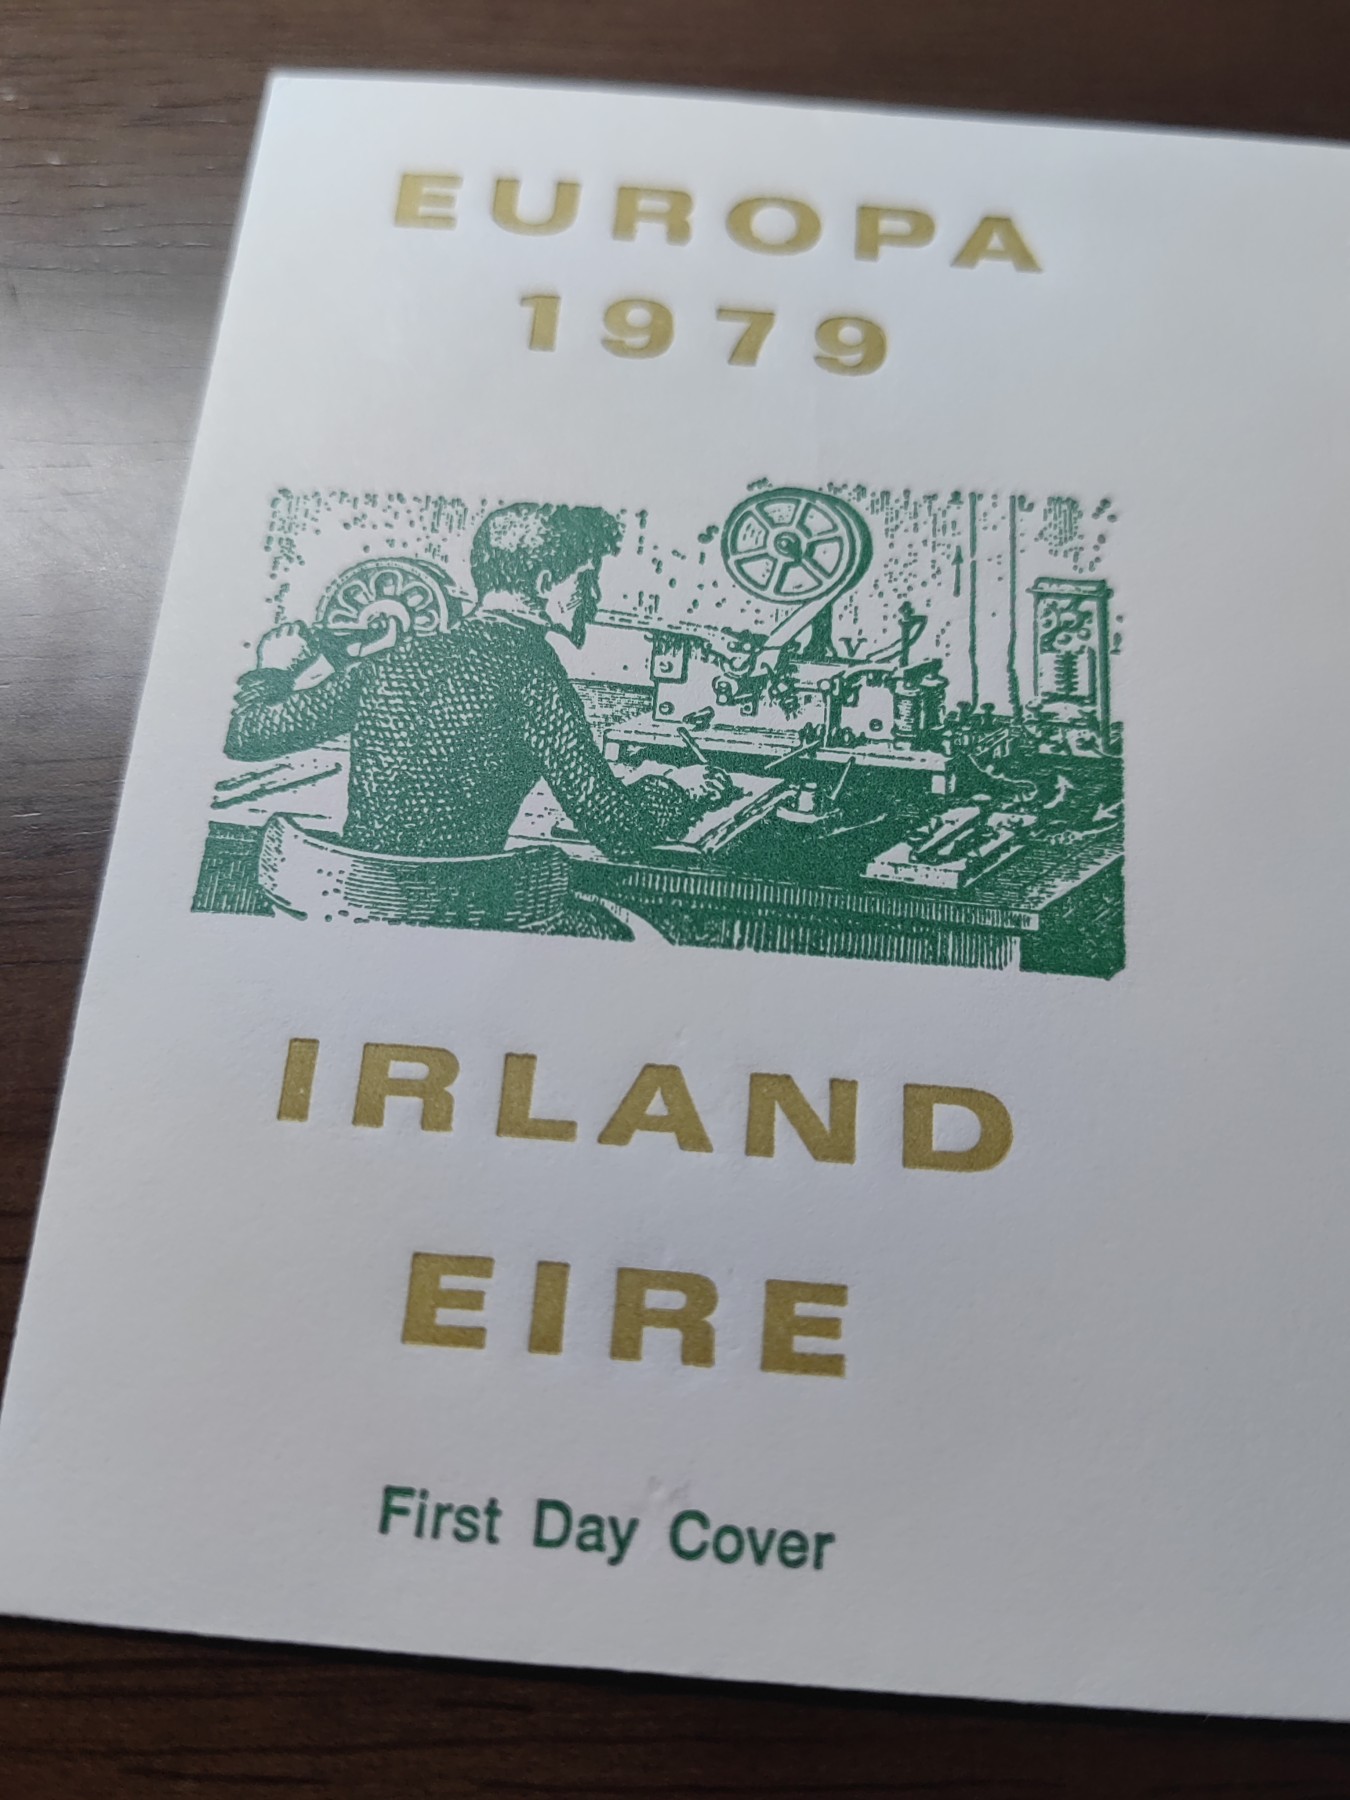 EUROPA
1979
IRLAND
EIRE
First Day Cover